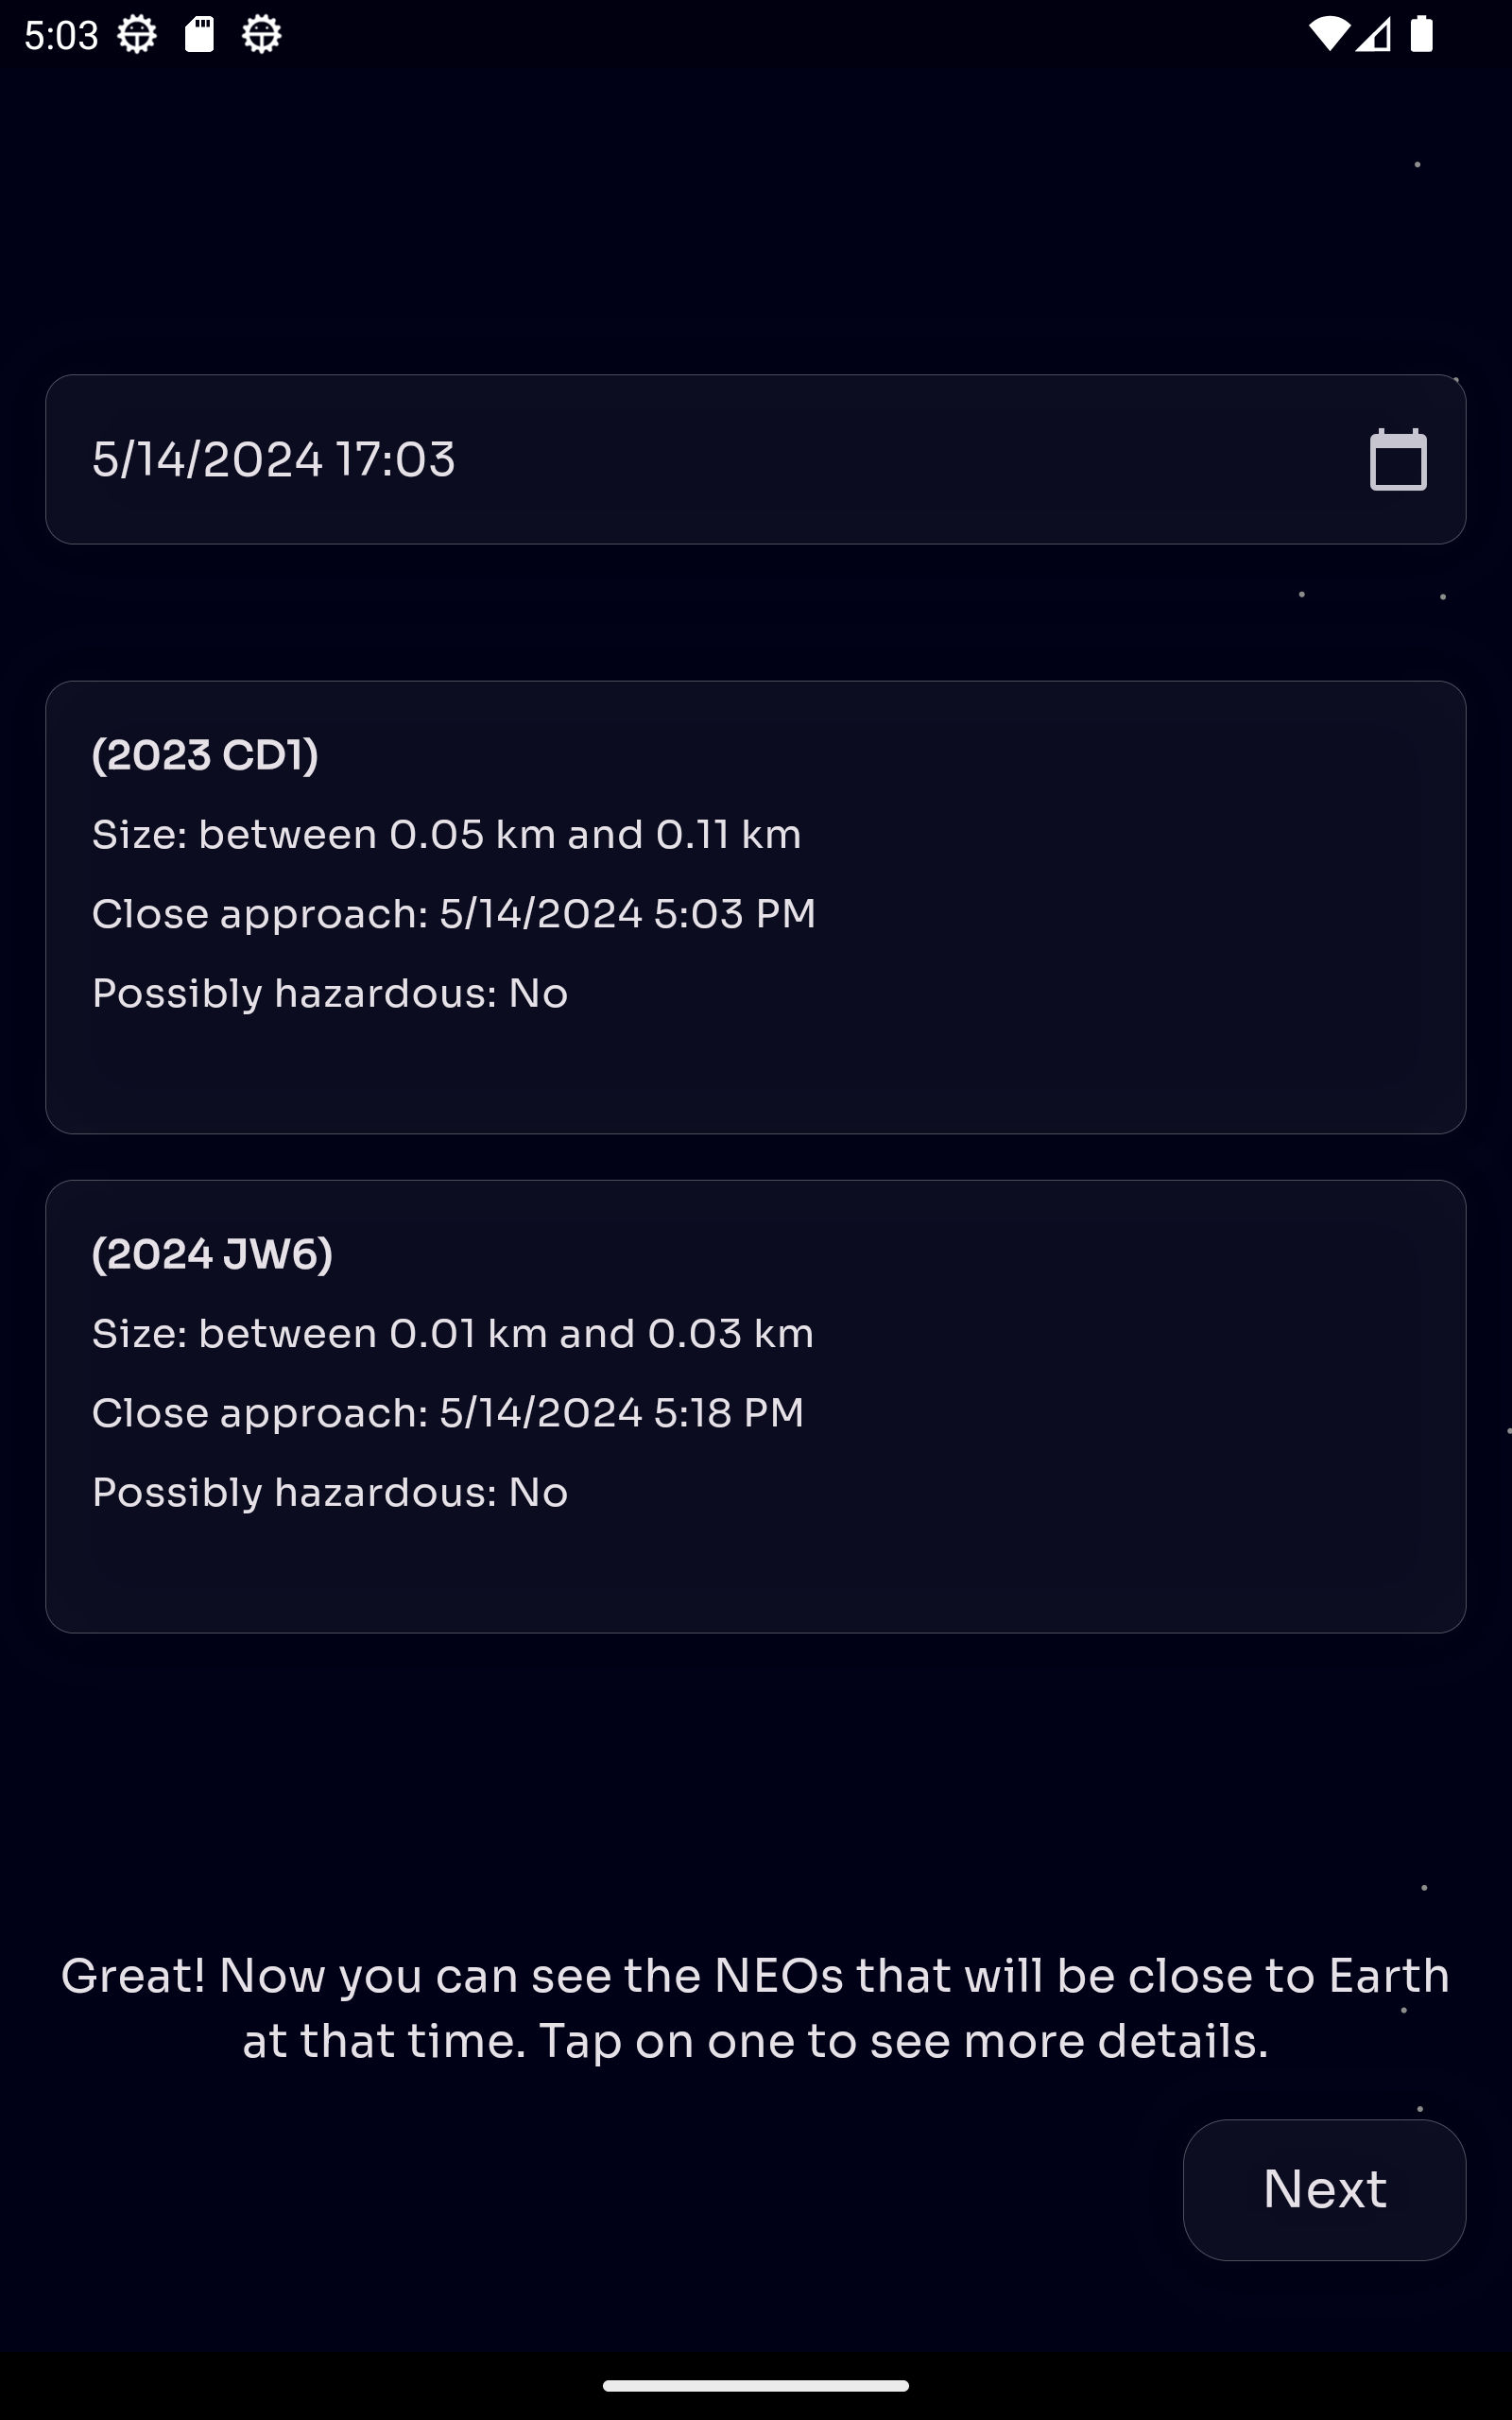 5:03
5/14/2024 17:03
(2023 CD1)
Size: between 0.05 km and 0.11 km
Close approach: 5/14/2024 5:03 PM
Possibly hazardous: No
(2024 JW6)
Size: between 0.01 km and 0.03 km
Close approach: 5/14/2024 5:18 PM
Possibly hazardous: No
Great! Now you can see the NEOs that will be close to Earth
at that time. Tap on one to see more details.
Next